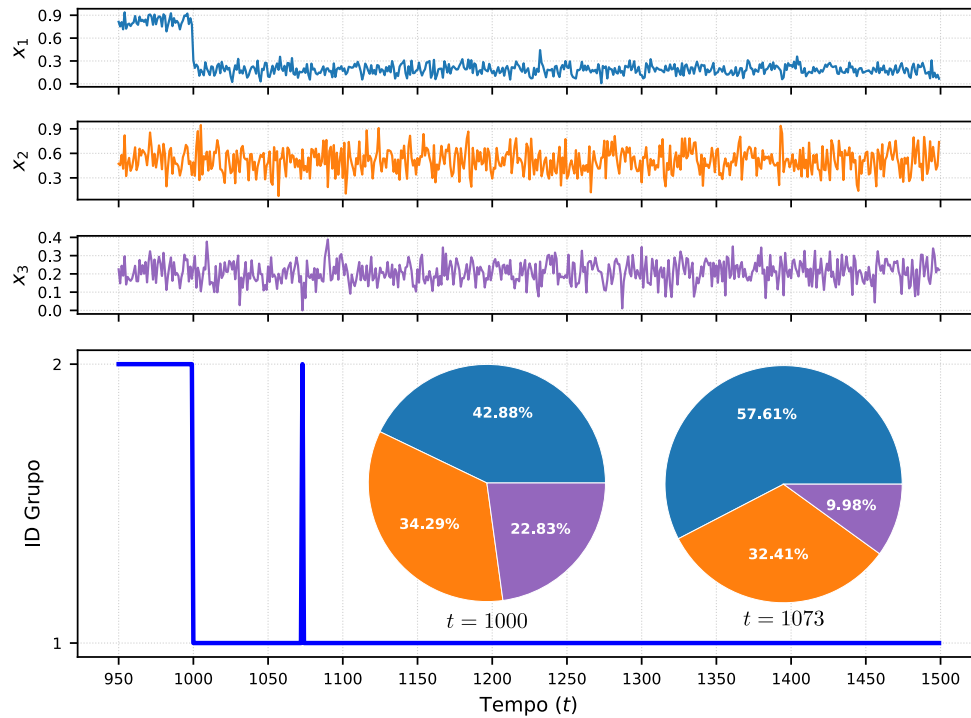 0.9
0.6
0.3
0.0
x₁
0.9
0.6
0.3
x₂
0.4
0.3
0.2
0.1
0.0
x₃
2
1
ID Grupo
42.88%
34.29%
22.83%
t = 1000
57.61%
32.41%
9.98%
t = 1073
950 1000 1050 1100 1150 1200 1250 1300 1350 1400 1450 1500
Tempo (t)